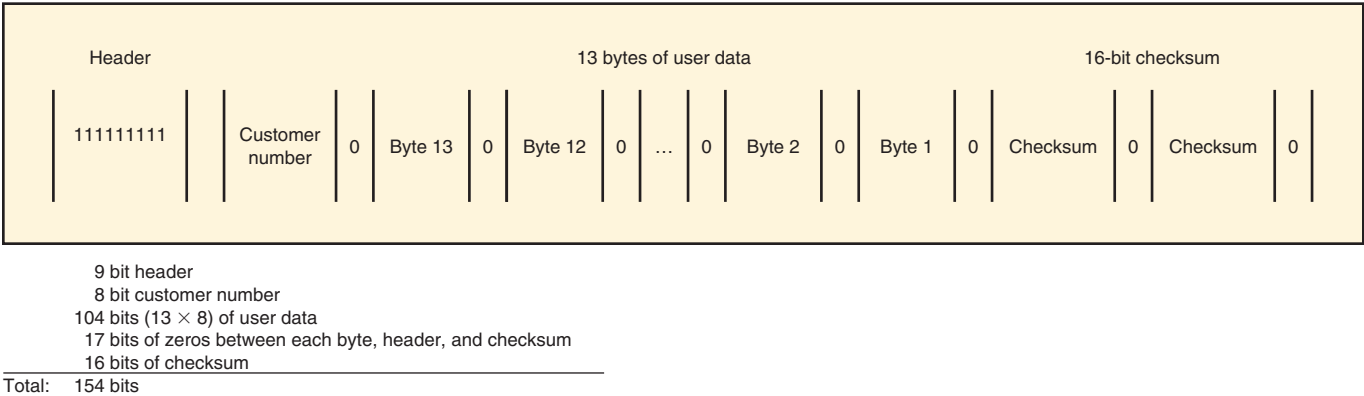 Header 13 bytes of user data 16-bit checksum
111111111 Customer number 0 Byte 13 0 Byte 12 0 ... 0 Byte 2 0 Byte 1 0 Checksum 0 Checksum 0
9 bit header
8 bit customer number
104 bits (13 × 8) of user data
17 bits of zeros between each byte, header, and checksum
16 bits of checksum
Total: 154 bits